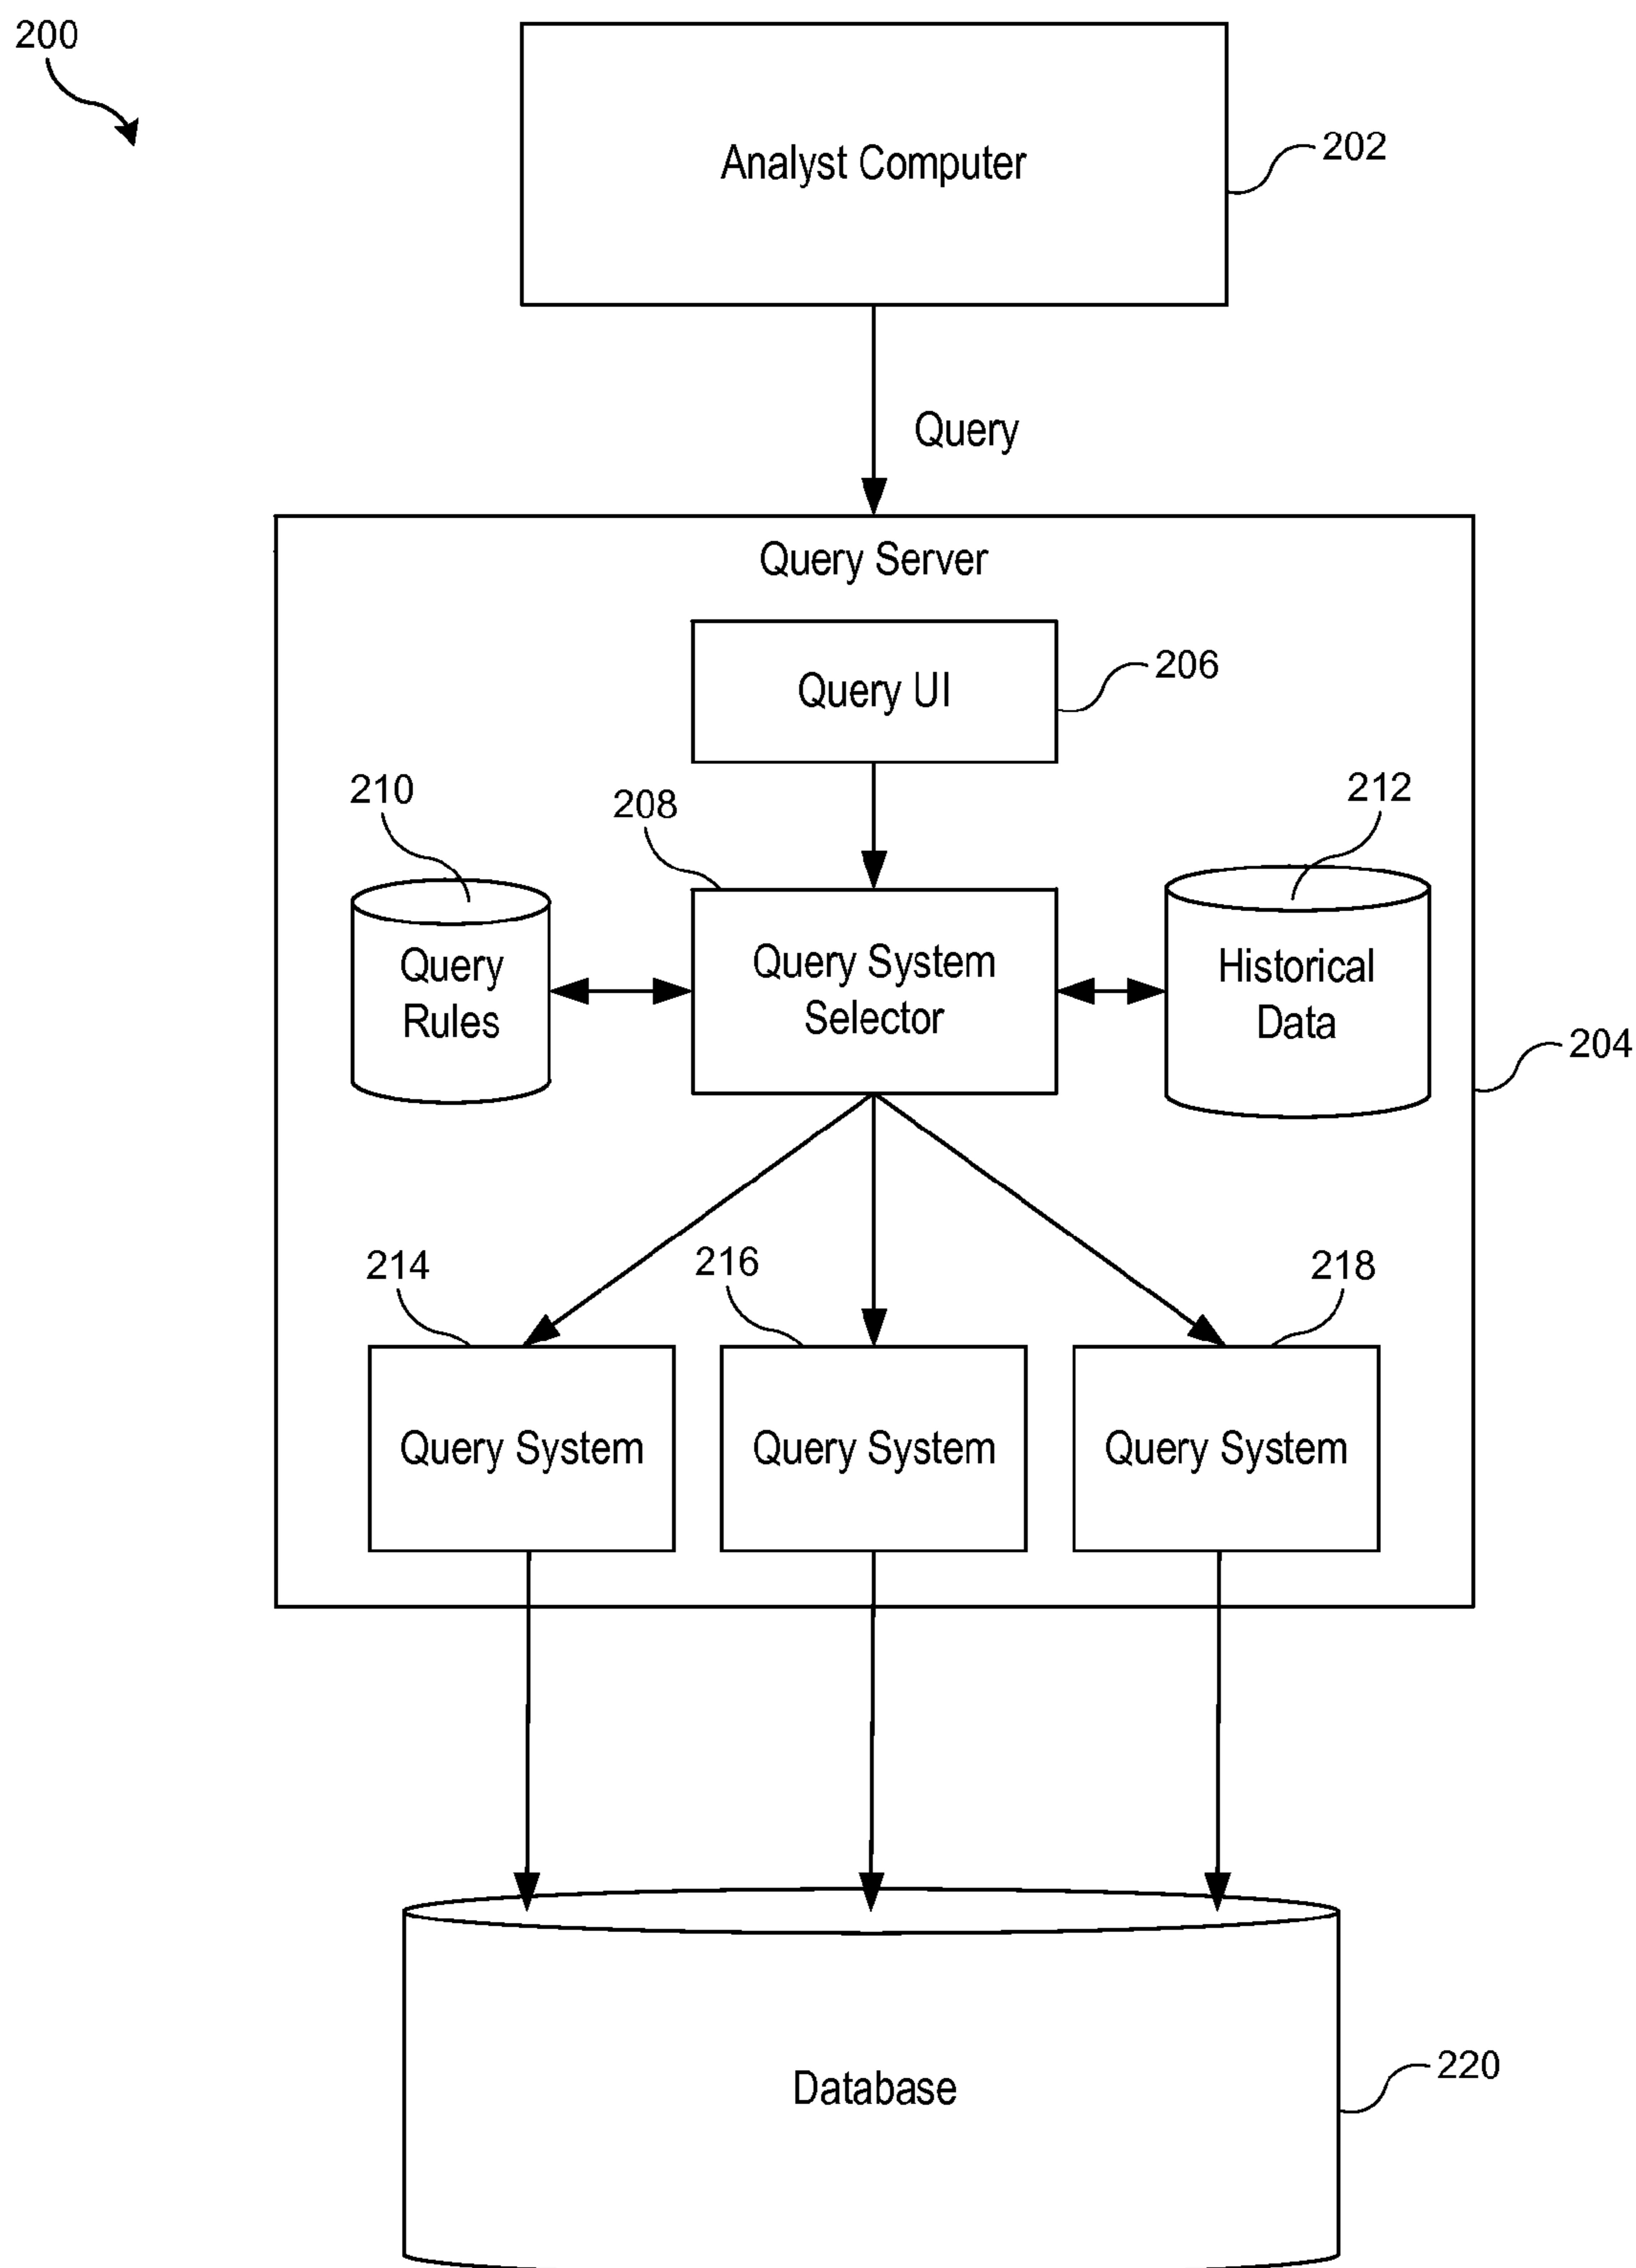 200
Analyst Computer
202
Query
Query Server
Query UI
206
210
208
212
Query
Rules
Query System
Selector
Historical
Data
204
214
216
218
Query System
Query System
Query System
Database
220